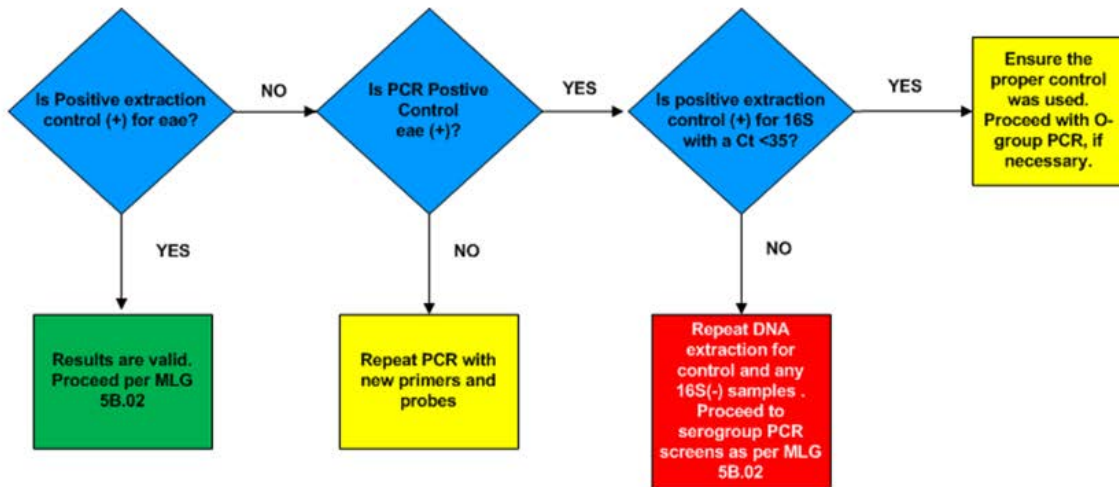 Is Positive extraction
control (+) for eae?
NO
Is PCR Postive
Control
eae (+)?
YES
Is positive extraction
control (+) for 16S
with a Ct <35?
YES
Ensure the
proper control
was used.
Proceed with O-
group PCR, if
necessary.
YES
NO
NO
Results are valid.
Proceed per MLG
5B.02
Repeat PCR with
new primers and
probes
Repeat DNA
extraction for
control and any
16S(-) samples .
Proceed to
serogroup PCR
screens as per MLG
5B.02